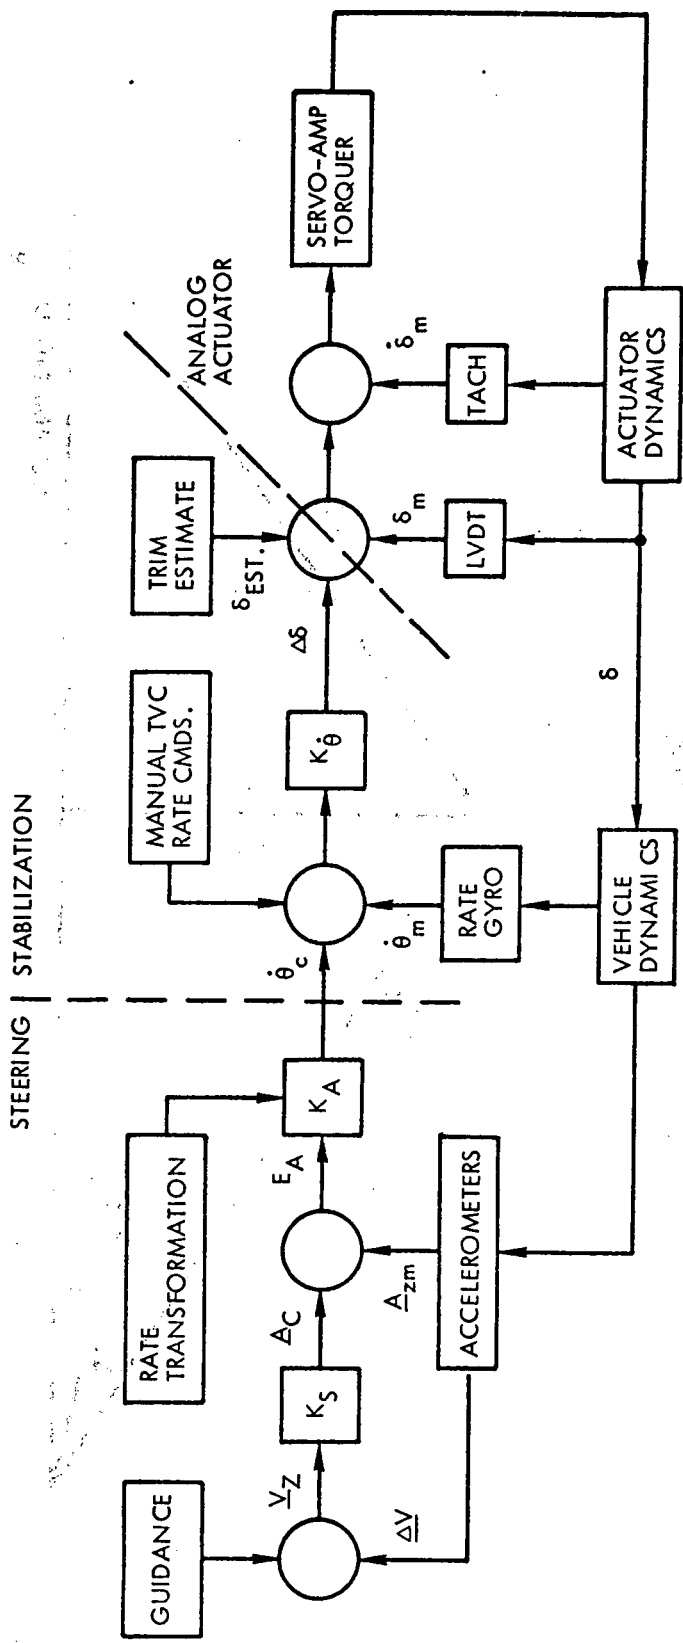 STEERING
STABILIZATION
GUIDANCE
RATE
TRANSFORMATION
MANUAL TVC
RATE CMDS.
TRIM
ESTIMATE
ANALOG
ACTUATOR
V_Z
K_S
A_C
E_A
K_A
θ̇_c
K_θ̇
Δδ
δ_EST.
SERVO-AMP
TORQUER
ΔV
A_zm
θ̇_m
δ_m
δ̇_m
ACCELEROMETERS
RATE
GYRO
LVDT
TACH
δ
VEHICLE
DYNAMICS
ACTUATOR
DYNAMICS